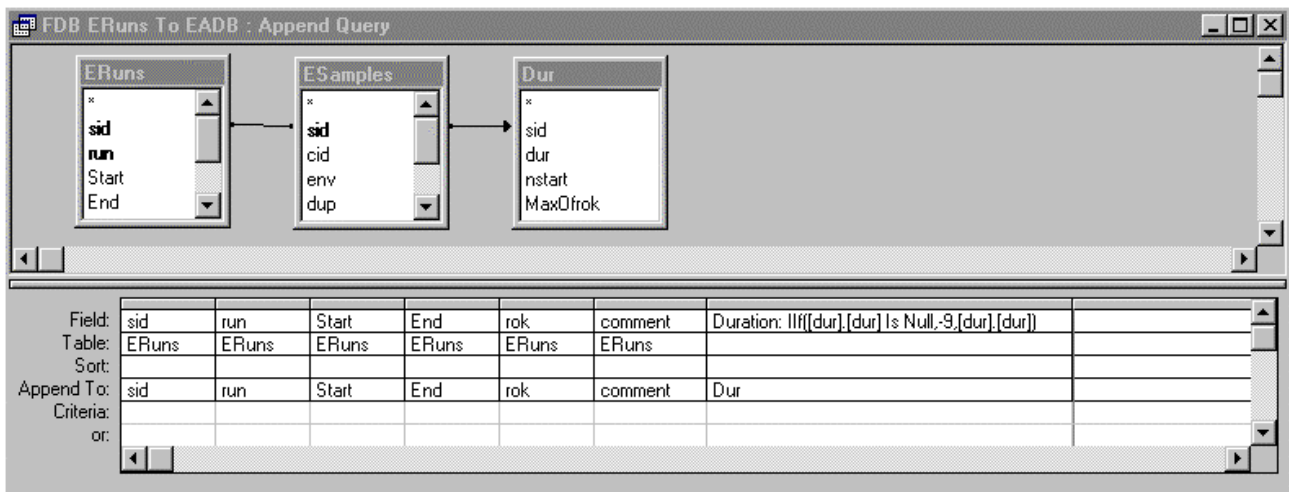 FDB ERuns To EADB : Append Query
ERuns
*
sid
run
Start
End
ESamples
*
sid
cid
env
dup
Dur
*
sid
dur
nstart
MaxOfrok
Field: sid run Start End rok comment Duration: IIf([dur].[dur] Is Null,-9,[dur].[dur])
Table: ERuns ERuns ERuns ERuns ERuns ERuns
Sort:
Append To: sid run Start End rok comment Dur
Criteria:
or: